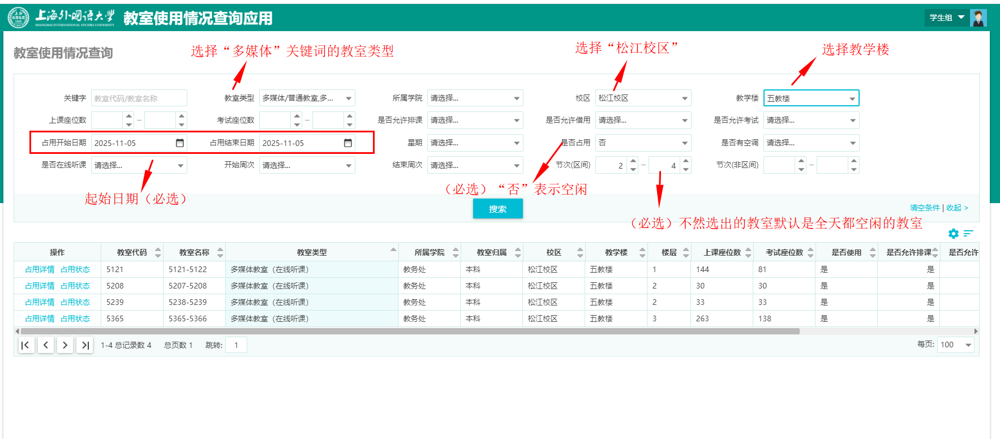 上海外国语大学
SHANGHAI INTERNATIONAL STUDIES UNIVERSITY
教室使用情况查询应用
学生组
教室使用情况查询
选择“多媒体”关键词的教室类型
选择“松江校区”
选择教学楼
关键字 教室代码/教室名称 教室类型 多媒体/普通教室,多... 所属学院 请选择... 校区 松江校区 教学楼 五教楼
上课座位数 – 考试座位数 – 是否允许排课 请选择... 是否允许借用 请选择... 是否允许考试 请选择...
占用开始日期 2025-11-05 占用结束日期 2025-11-05 星期 请选择... 是否占用 否 是否有空调 请选择...
是否在线听课 请选择... 开始周次 请选择... 结束周次 请选择... 节次(区间) 2 – 4 节次(非区间) –
起始日期（必选）
（必选）“否”表示空闲
搜索
清空条件 | 收起 >
（必选）不然选出的教室默认是全天都空闲的教室
操作 教室代码 教室名称 教室类型 所属学院 教室归属 校区 教学楼 楼层 上课座位数 考试座位数 是否使用 是否允许排课 是否允许
占用详情 占用状态 5121 5121-5122 多媒体教室（在线听课） 教务处 本科 松江校区 五教楼 1 144 81 是 是
占用详情 占用状态 5208 5207-5208 多媒体教室（在线听课） 教务处 本科 松江校区 五教楼 2 30 30 是 是
占用详情 占用状态 5239 5238-5239 多媒体教室（在线听课） 教务处 本科 松江校区 五教楼 2 33 33 是 是
占用详情 占用状态 5365 5365-5366 多媒体教室（在线听课） 教务处 本科 松江校区 五教楼 3 263 138 是 是
1-4 总记录数 4 总页数 1 跳转: 1 每页: 100